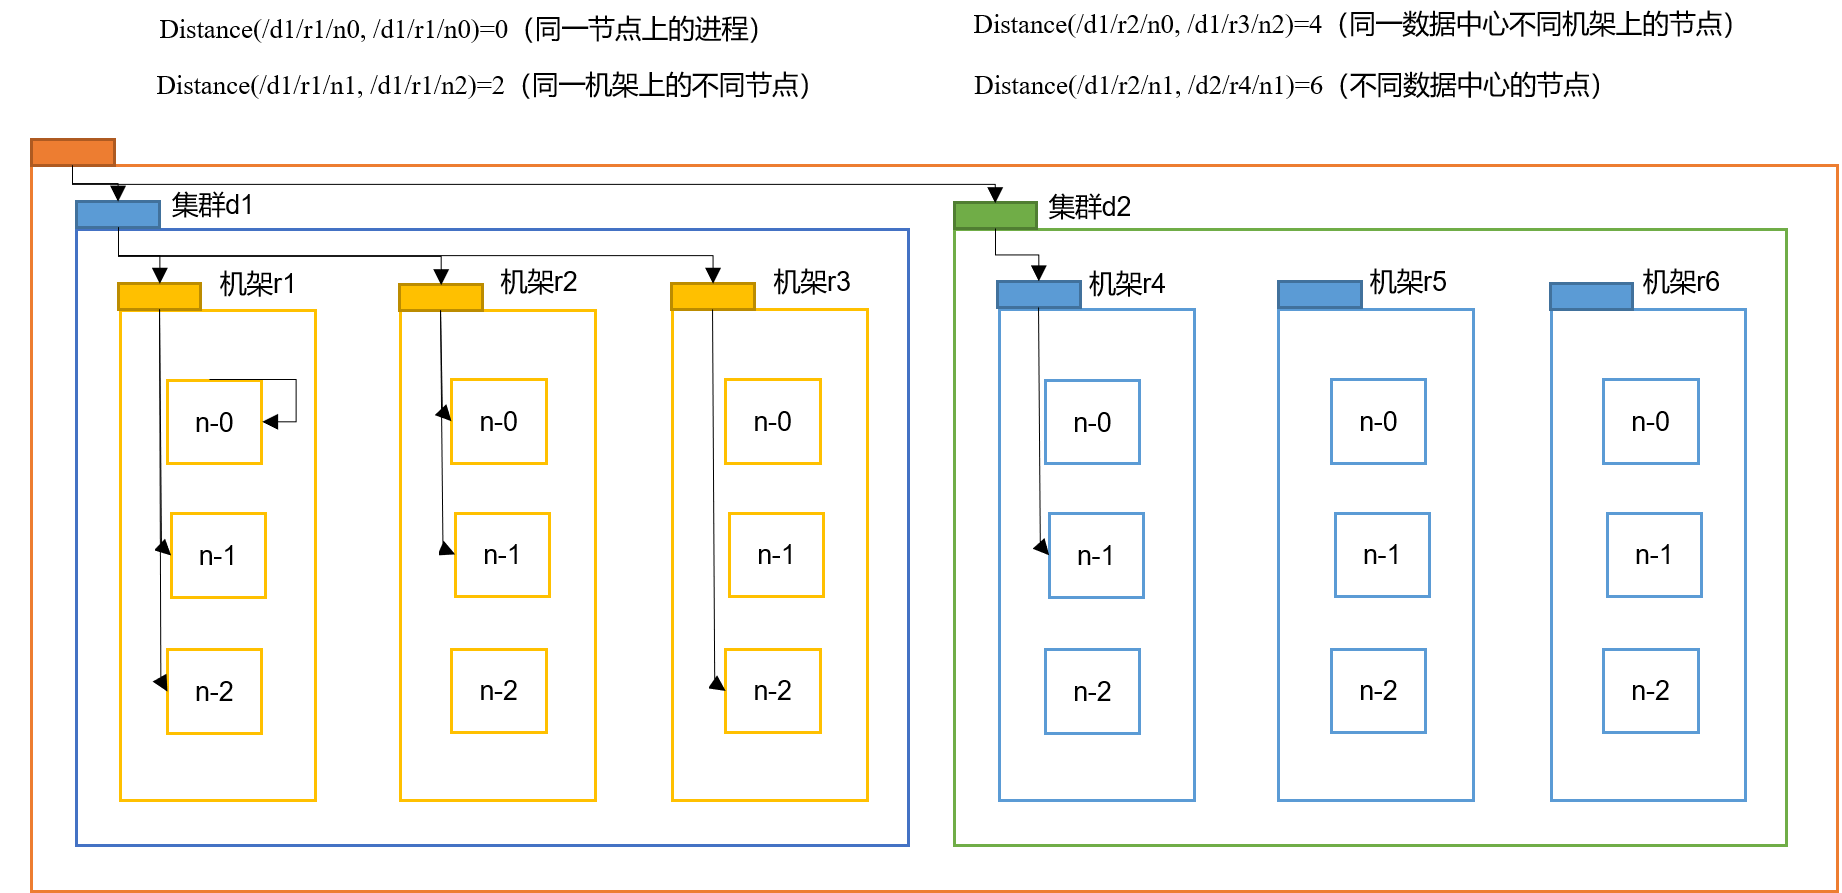 Distance(/d1/r1/n0, /d1/r1/n0)=0（同一节点上的进程）
Distance(/d1/r2/n0, /d1/r3/n2)=4（同一数据中心不同机架上的节点）
Distance(/d1/r1/n1, /d1/r1/n2)=2（同一机架上的不同节点）
Distance(/d1/r2/n1, /d2/r4/n1)=6（不同数据中心的节点）
集群d1
集群d2
机架r1
机架r2
机架r3
机架r4
机架r5
机架r6
n-0
n-0
n-0
n-0
n-0
n-0
n-1
n-1
n-1
n-1
n-1
n-1
n-2
n-2
n-2
n-2
n-2
n-2